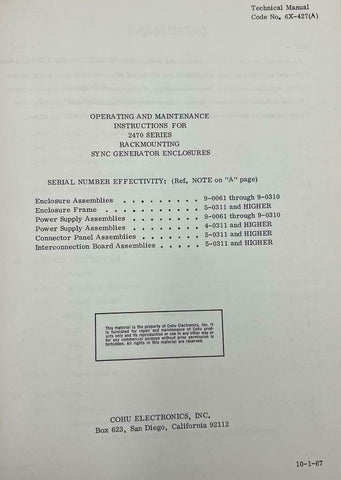 Technical Manual
Code No. 6X-427(A)
OPERATING AND MAINTENANCE
INSTRUCTIONS FOR
2470 SERIES
RACKMOUNTING
SYNC GENERATOR ENCLOSURES
SERIAL NUMBER EFFECTIVITY: (Ref. NOTE on "A" page)
Enclosure Assemblies . . . . . . . . . 9-0061 through 9-0310
Enclosure Frame . . . . . . . . . . 5-0311 and HIGHER
Power Supply Assemblies . . . . . . . . 9-0061 through 9-0310
Power Supply Assemblies . . . . . . . . 4-0311 and HIGHER
Connector Panel Assemblies . . . . . . . 5-0311 and HIGHER
Interconnection Board Assemblies . . . . . . 5-0311 and HIGHER
This material is the property of Cohu Electronics, Inc. It
is furnished for repair and maintenance of Cohu prod-
ucts only and its reproduction or use in any other way or
for any commercial purpose without prior permission is
forbidden. All rights in this material are reserved.
COHU ELECTRONICS, INC.
Box 623, San Diego, California 92112
10-1-67